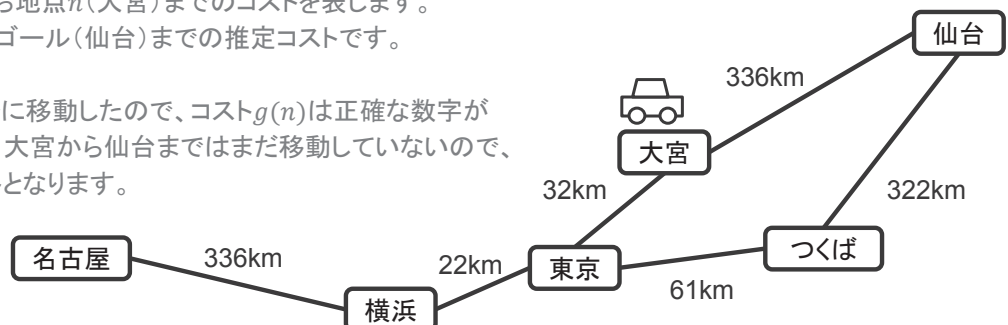 ら地点n(大宮)までのコストを表します。
ゴール(仙台)までの推定コストです。
に移動したので、コストg(n)は正確な数字が
大宮から仙台まではまだ移動していないので、
となります。
仙台
336km
大宮
32km
322km
名古屋
336km
22km
東京
つくば
61km
横浜